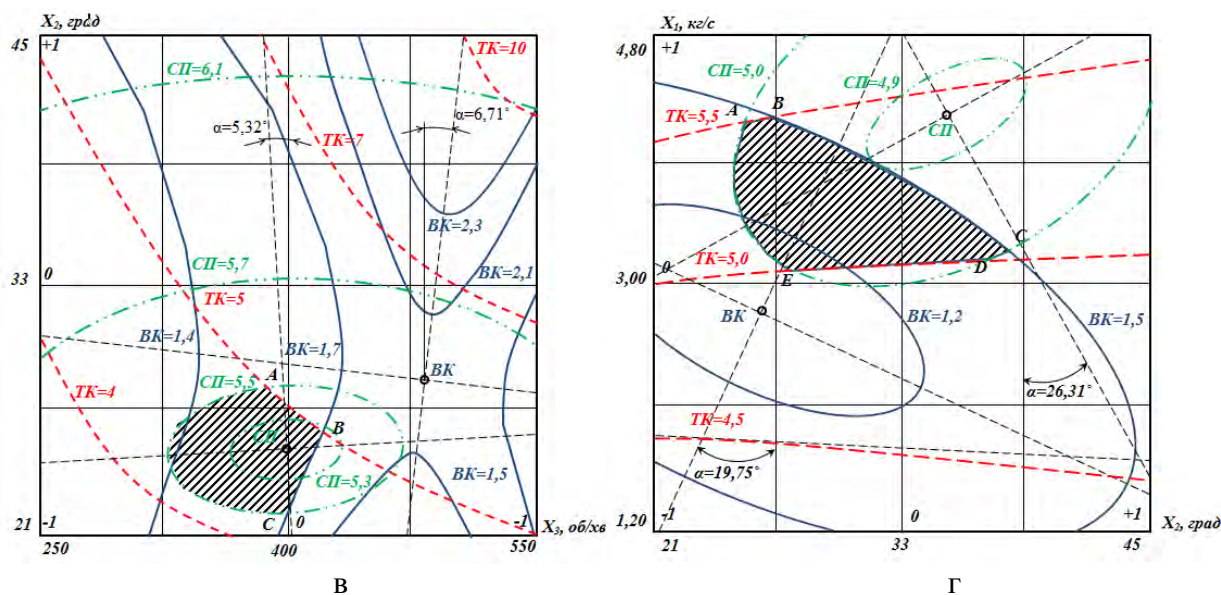 X₂, град
45
+1
СП=6,1
ТК=10
α=5,32°
α=6,71°
ТК=7
ВК=2,3
СП=5,7
ВК=2,1
0
33
ТК=5
ВК=1,4
ВК=1,7
ВК
СП=5,5
A
ТК=4
B
СП
СП=5,3
ВК=1,5
C
21
-1
0
-1
X₃, об/хв
250
400
550
В
X₁, кг/с
4,80
+1
СП=5,0
СП=4,9
ТК=5,5
A
B
СП
ТК=5,0
C
0
D
3,00
E
ВК
ВК=1,2
ВК=1,5
α=26,31°
ТК=4,5
α=19,75°
1,20
-1
0
+1
X₂, град
21
33
45
Г